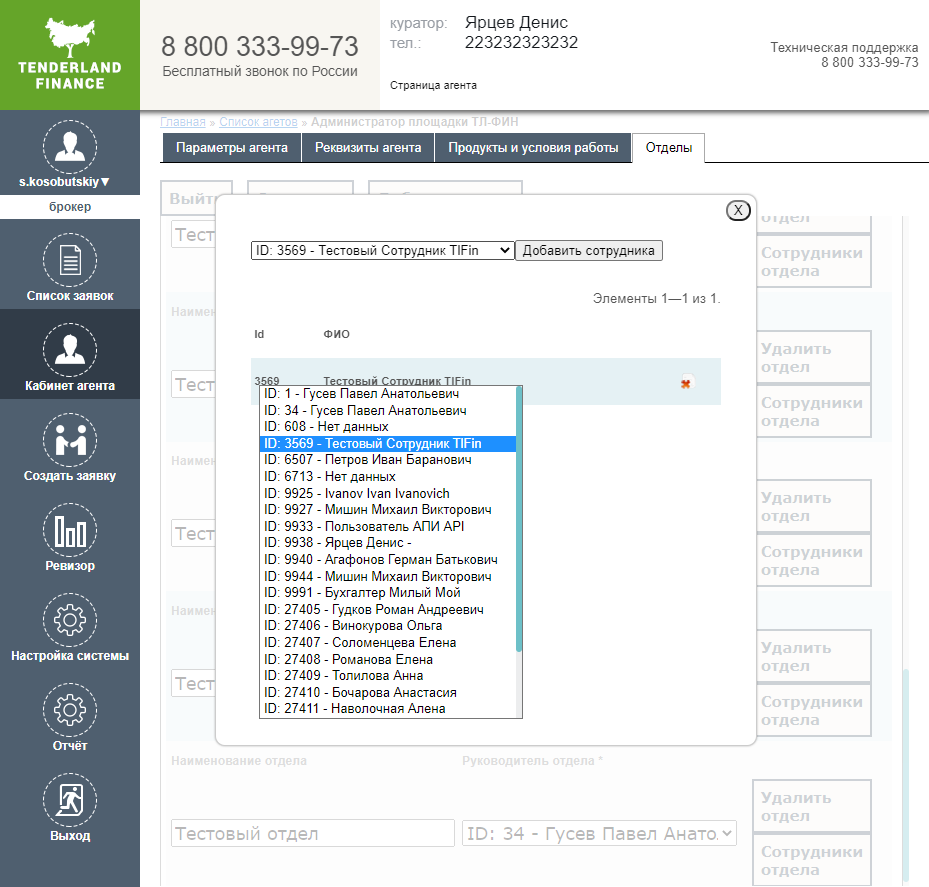 TENDERLAND
FINANCE
8 800 333-99-73
Бесплатный звонок по России
куратор: Ярцев Денис
тел.: 223232323232
Страница агента
Техническая поддержка
8 800 333-99-73
s.kosobutskiy▼
брокер
Список заявок
Кабинет агента
Создать заявку
Ревизор
Настройка системы
Отчёт
Выход
Главная » Список агетов » Администратор площадки ТЛ-ФИН
Параметры агента
Реквизиты агента
Продукты и условия работы
Отделы
X
ID: 3569 - Тестовый Сотрудник TIFin
Добавить сотрудника
Элементы 1—1 из 1.
Id ФИО
3569 Тестовый Сотрудник TIFin
ID: 1 - Гусев Павел Анатольевич
ID: 34 - Гусев Павел Анатольевич
ID: 608 - Нет данных
ID: 3569 - Тестовый Сотрудник TIFin
ID: 6507 - Петров Иван Баранович
ID: 6713 - Нет данных
ID: 9925 - Ivanov Ivan Ivanovich
ID: 9927 - Мишин Михаил Викторович
ID: 9933 - Пользователь АПИ API
ID: 9938 - Ярцев Денис -
ID: 9940 - Агафонов Герман Батькович
ID: 9944 - Мишин Михаил Викторович
ID: 9991 - Бухгалтер Милый Мой
ID: 27405 - Гудков Роман Андреевич
ID: 27406 - Винокурова Ольга
ID: 27407 - Соломенцева Елена
ID: 27408 - Романова Елена
ID: 27409 - Толилова Анна
ID: 27410 - Бочарова Анастасия
ID: 27411 - Наволочная Алена
отдел
Сотрудники
отдела
Удалить
отдел
Сотрудники
отдела
Удалить
отдел
Сотрудники
отдела
Удалить
отдел
Сотрудники
отдела
Наименование отдела
Руководитель отдела *
Тестовый отдел
ID: 34 - Гусев Павел Анато.
Удалить
отдел
Сотрудники
отдела